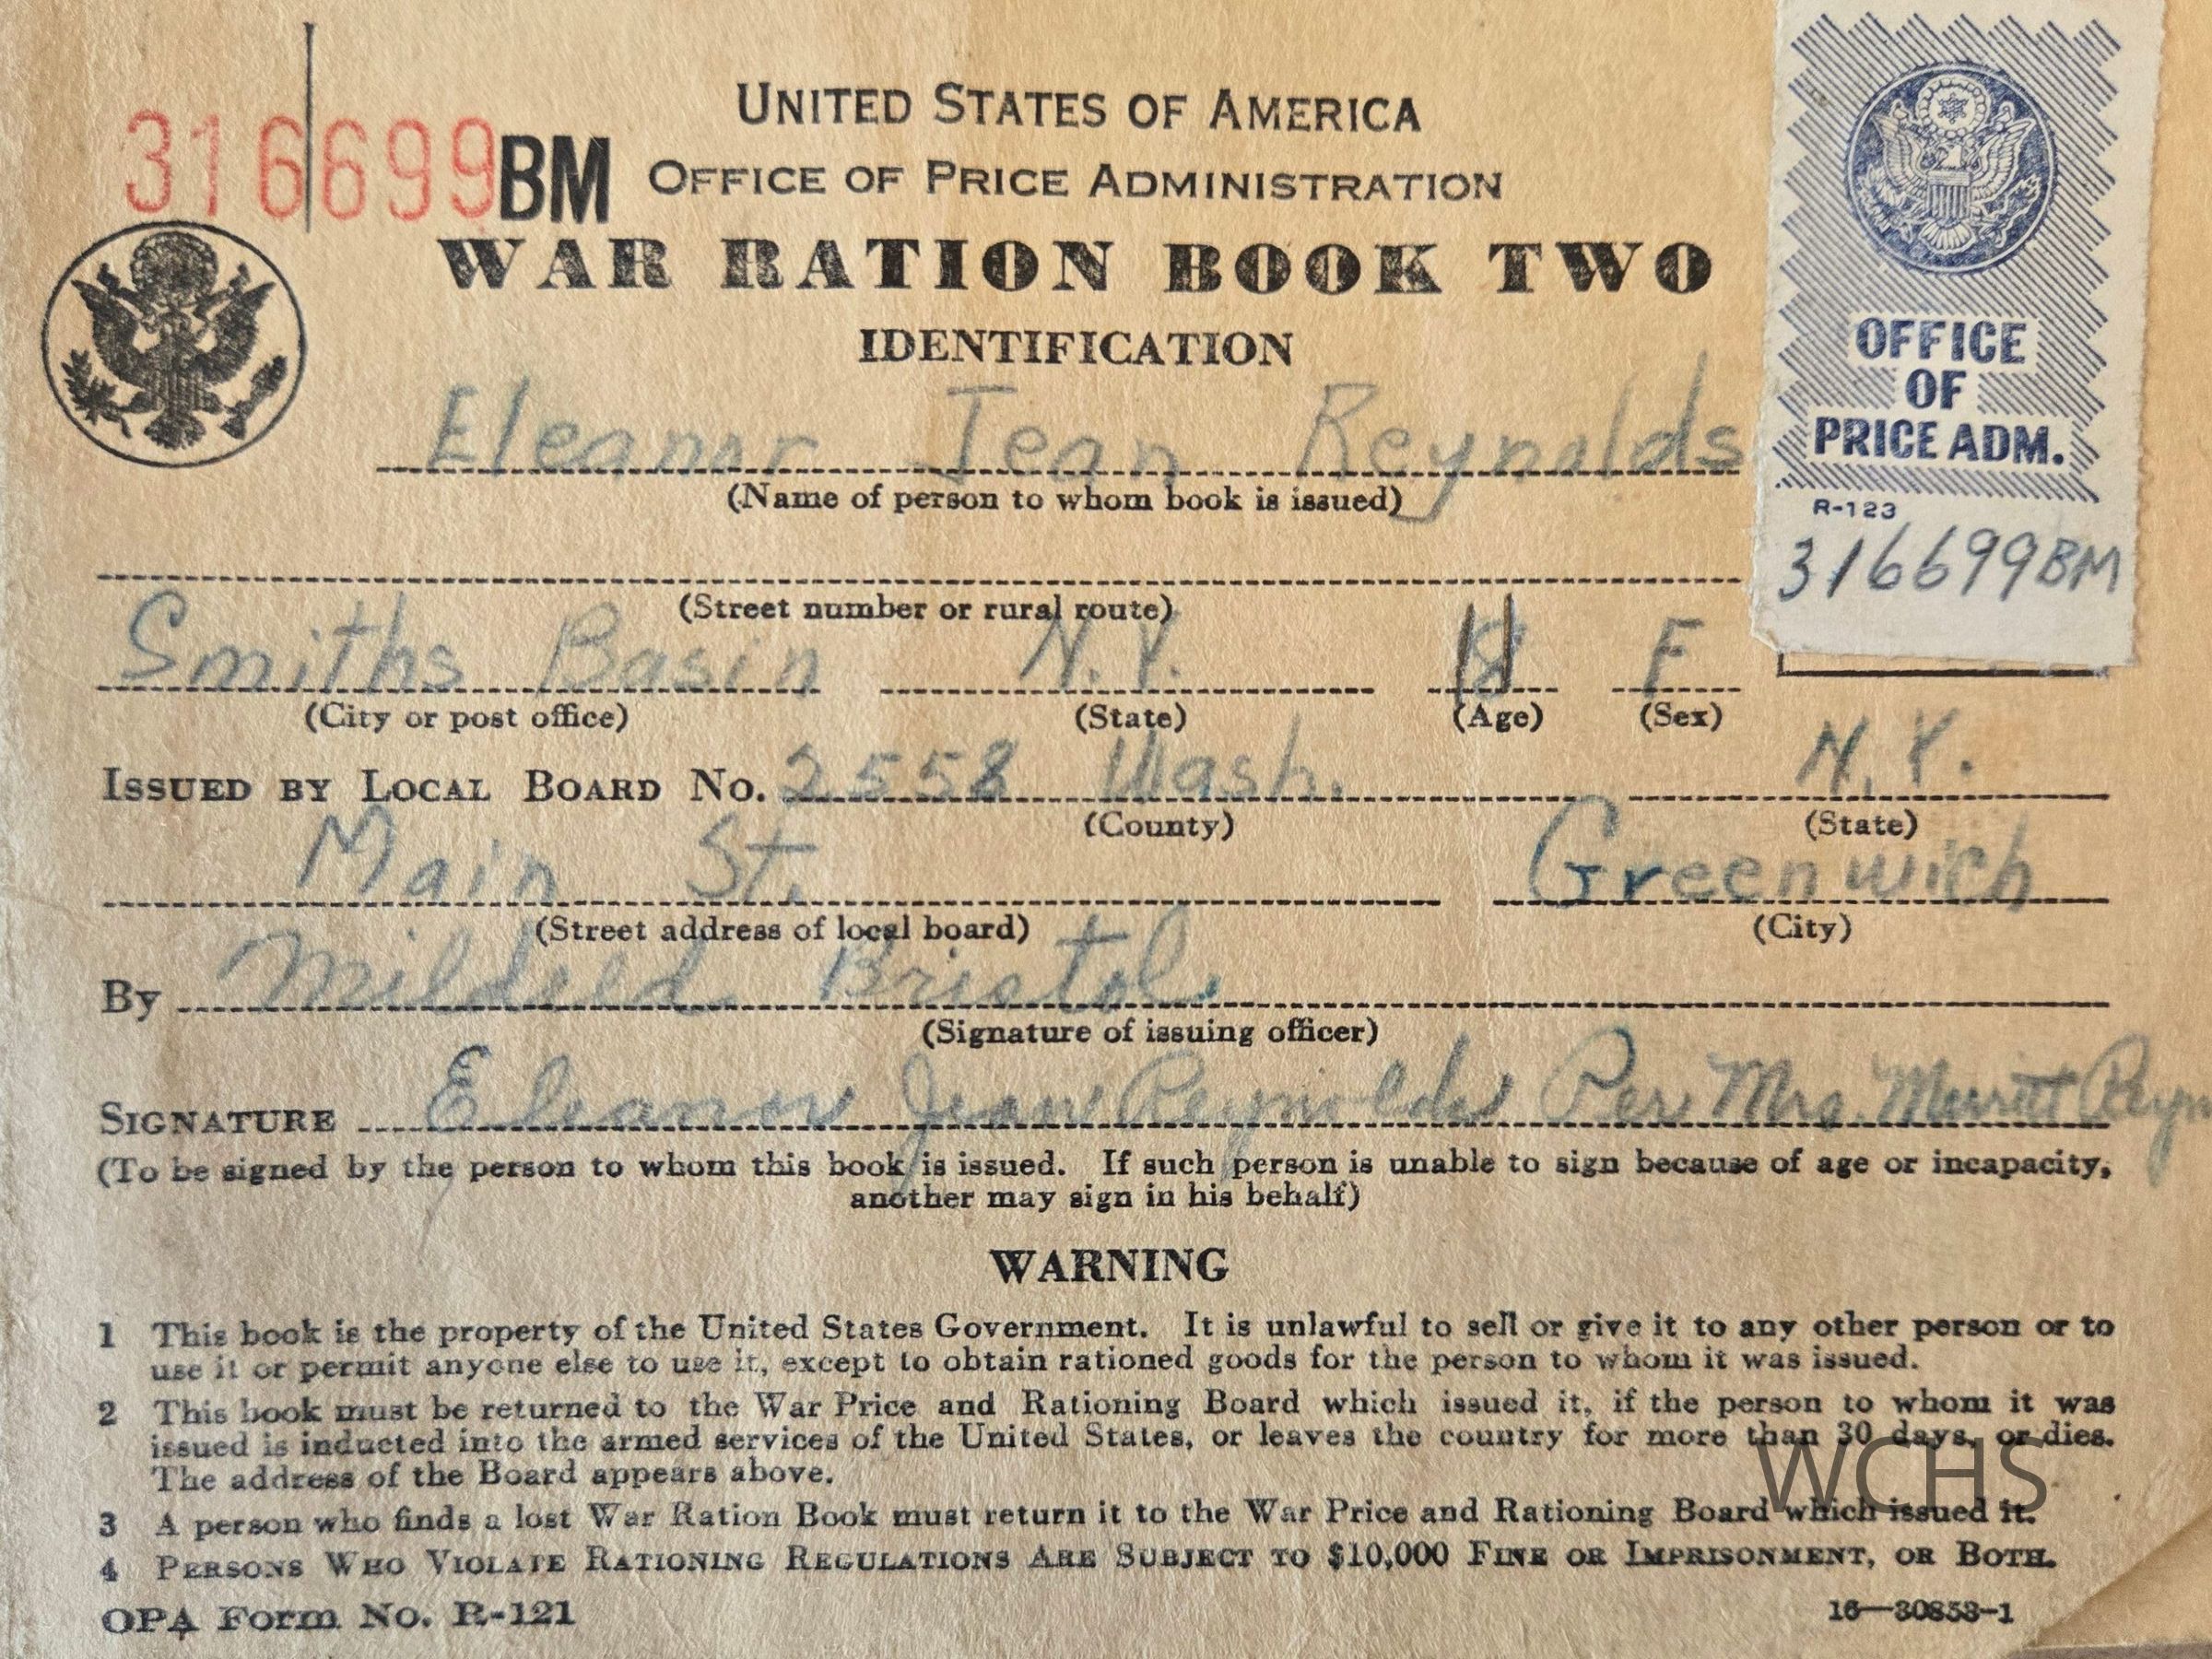 316699BM
UNITED STATES OF AMERICA
OFFICE OF PRICE ADMINISTRATION
WAR RATION BOOK TWO
IDENTIFICATION
OFFICE
OF
PRICE ADM.
R-123
316699BM
Eleanor Jean Reynolds
(Name of person to whom book is issued)
(Street number or rural route)
Smiths Basin N.Y. F
(City or post office) (State) (Age) (Sex)
ISSUED BY LOCAL BOARD No. 2558 Wash. N.Y.
(County) (State)
Main St. Greenwich
(Street address of local board) (City)
By Mildred Bristol.
(Signature of issuing officer)
SIGNATURE Eleanor Jean Reynolds Per Mrs. Merritt Reyn
(To be signed by the person to whom this book is issued. If such person is unable to sign because of age or incapacity,
another may sign in his behalf)
WARNING
1 This book is the property of the United States Government. It is unlawful to sell or give it to any other person or to
use it or permit anyone else to use it, except to obtain rationed goods for the person to whom it was issued.
2 This book must be returned to the War Price and Rationing Board which issued it, if the person to whom it was
issued is inducted into the armed services of the United States, or leaves the country for more than 30 days, or dies.
The address of the Board appears above.
3 A person who finds a lost War Ration Book must return it to the War Price and Rationing Board which issued it.
4 PERSONS WHO VIOLATE RATIONING REGULATIONS ARE SUBJECT TO $10,000 FINE OR IMPRISONMENT, OR BOTH.
OPA Form No. R-121 16—30853-1
WCHS